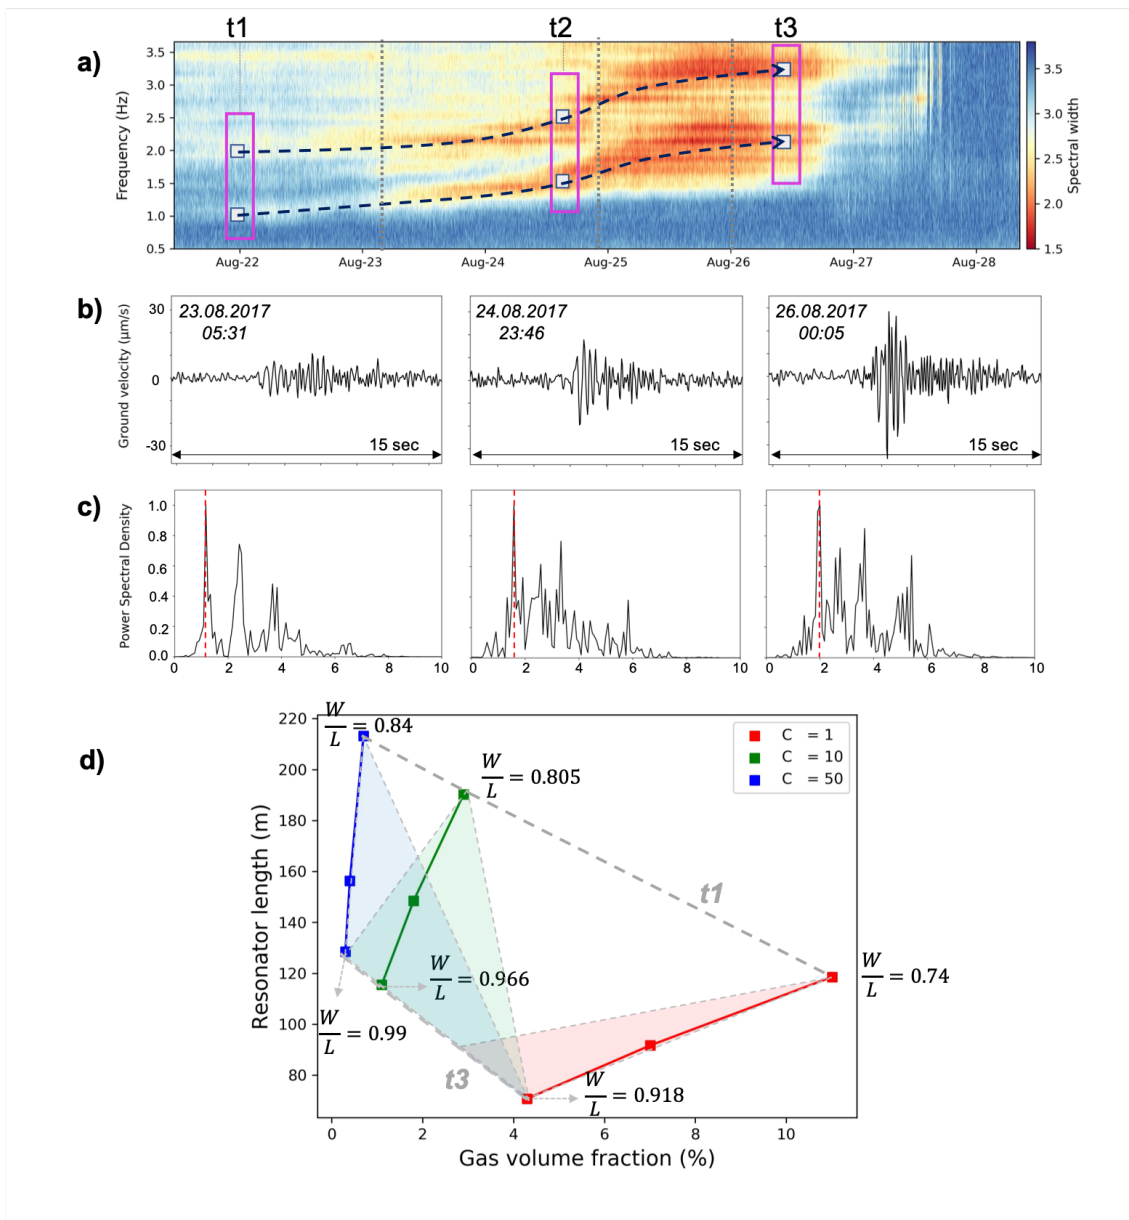 t1 t2 t3
a)
3.5
3.0
2.5
2.0
1.5
1.0
0.5
Frequency (Hz)
Aug-22 Aug-23 Aug-24 Aug-25 Aug-26 Aug-27 Aug-28
3.5
3.0
2.5
2.0
1.5
Spectral width
b)
Ground velocity (μm/s)
30
0
-30
23.08.2017
05:31
15 sec
24.08.2017
23:46
15 sec
26.08.2017
00:05
15 sec
c)
Power Spectral Density
1.0
0.8
0.6
0.4
0.2
0.0
0 2 4 6 8 10
0 2 4 6 8 10
0 2 4 6 8 10
d)
Resonator length (m)
220
200
180
160
140
120
100
80
W/L = 0.84
W/L = 0.805
C = 1
C = 10
C = 50
t1
W/L = 0.966
W/L = 0.74
W/L = 0.99
t3
W/L = 0.918
0 2 4 6 8 10
Gas volume fraction (%)